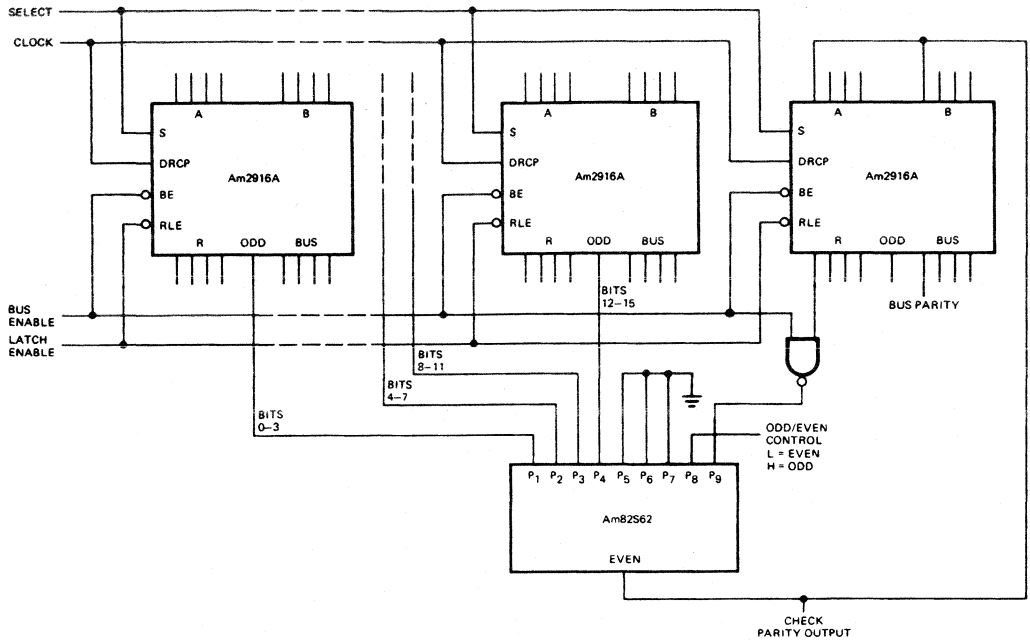 SELECT
CLOCK
A
B
S
DRCP
Am2916A
BE
RLE
R ODD BUS
A
B
S
DRCP
Am2916A
BE
RLE
R ODD BUS
A
B
S
DRCP
Am2916A
BE
RLE
R ODD BUS
BITS
12–15
BUS PARITY
BUS
ENABLE
LATCH
ENABLE
BITS
8–11
BITS
4–7
BITS
0–3
ODD/EVEN
CONTROL
L = EVEN
H = ODD
P1 P2 P3 P4 P5 P6 P7 P8 P9
Am82S62
EVEN
CHECK
PARITY OUTPUT